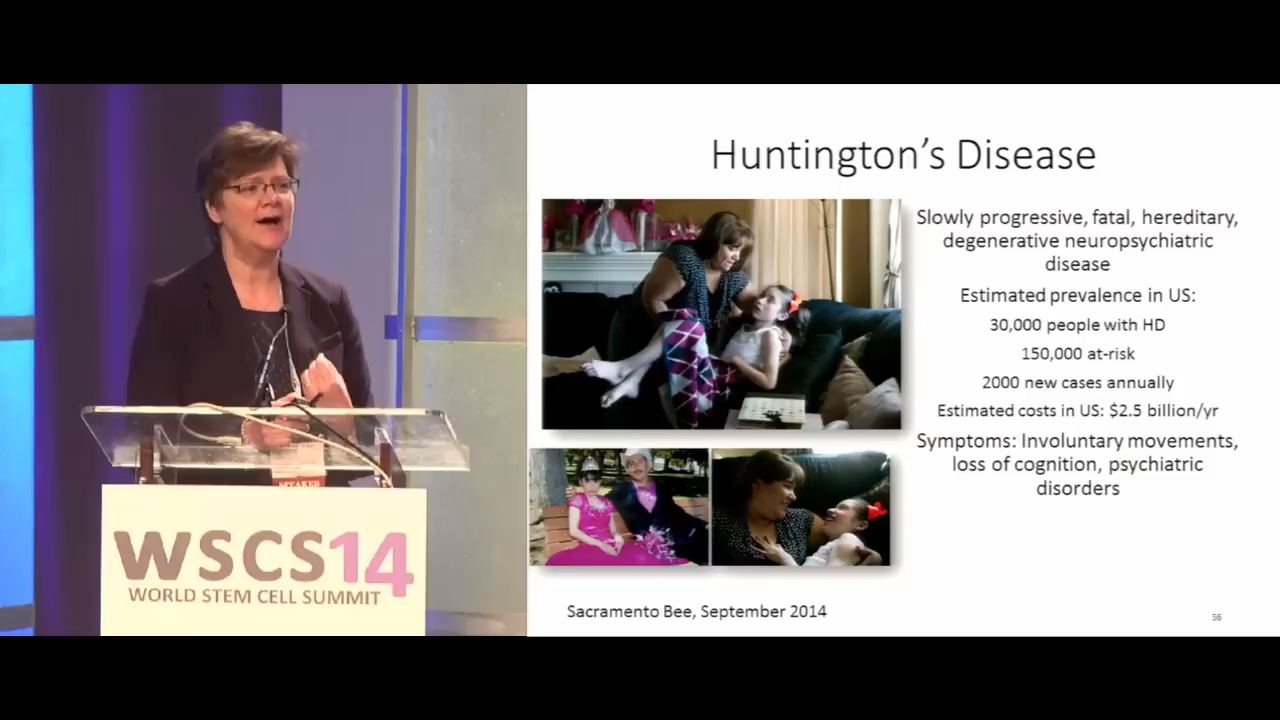 SPEAKER
WSCS14
WORLD STEM CELL SUMMIT
Huntington's Disease
Slowly progressive, fatal, hereditary,
degenerative neuropsychiatric
disease
Estimated prevalence in US:
30,000 people with HD
150,000 at-risk
2000 new cases annually
Estimated costs in US: $2.5 billion/yr
Symptoms: Involuntary movements,
loss of cognition, psychiatric
disorders
Sacramento Bee, September 2014
56